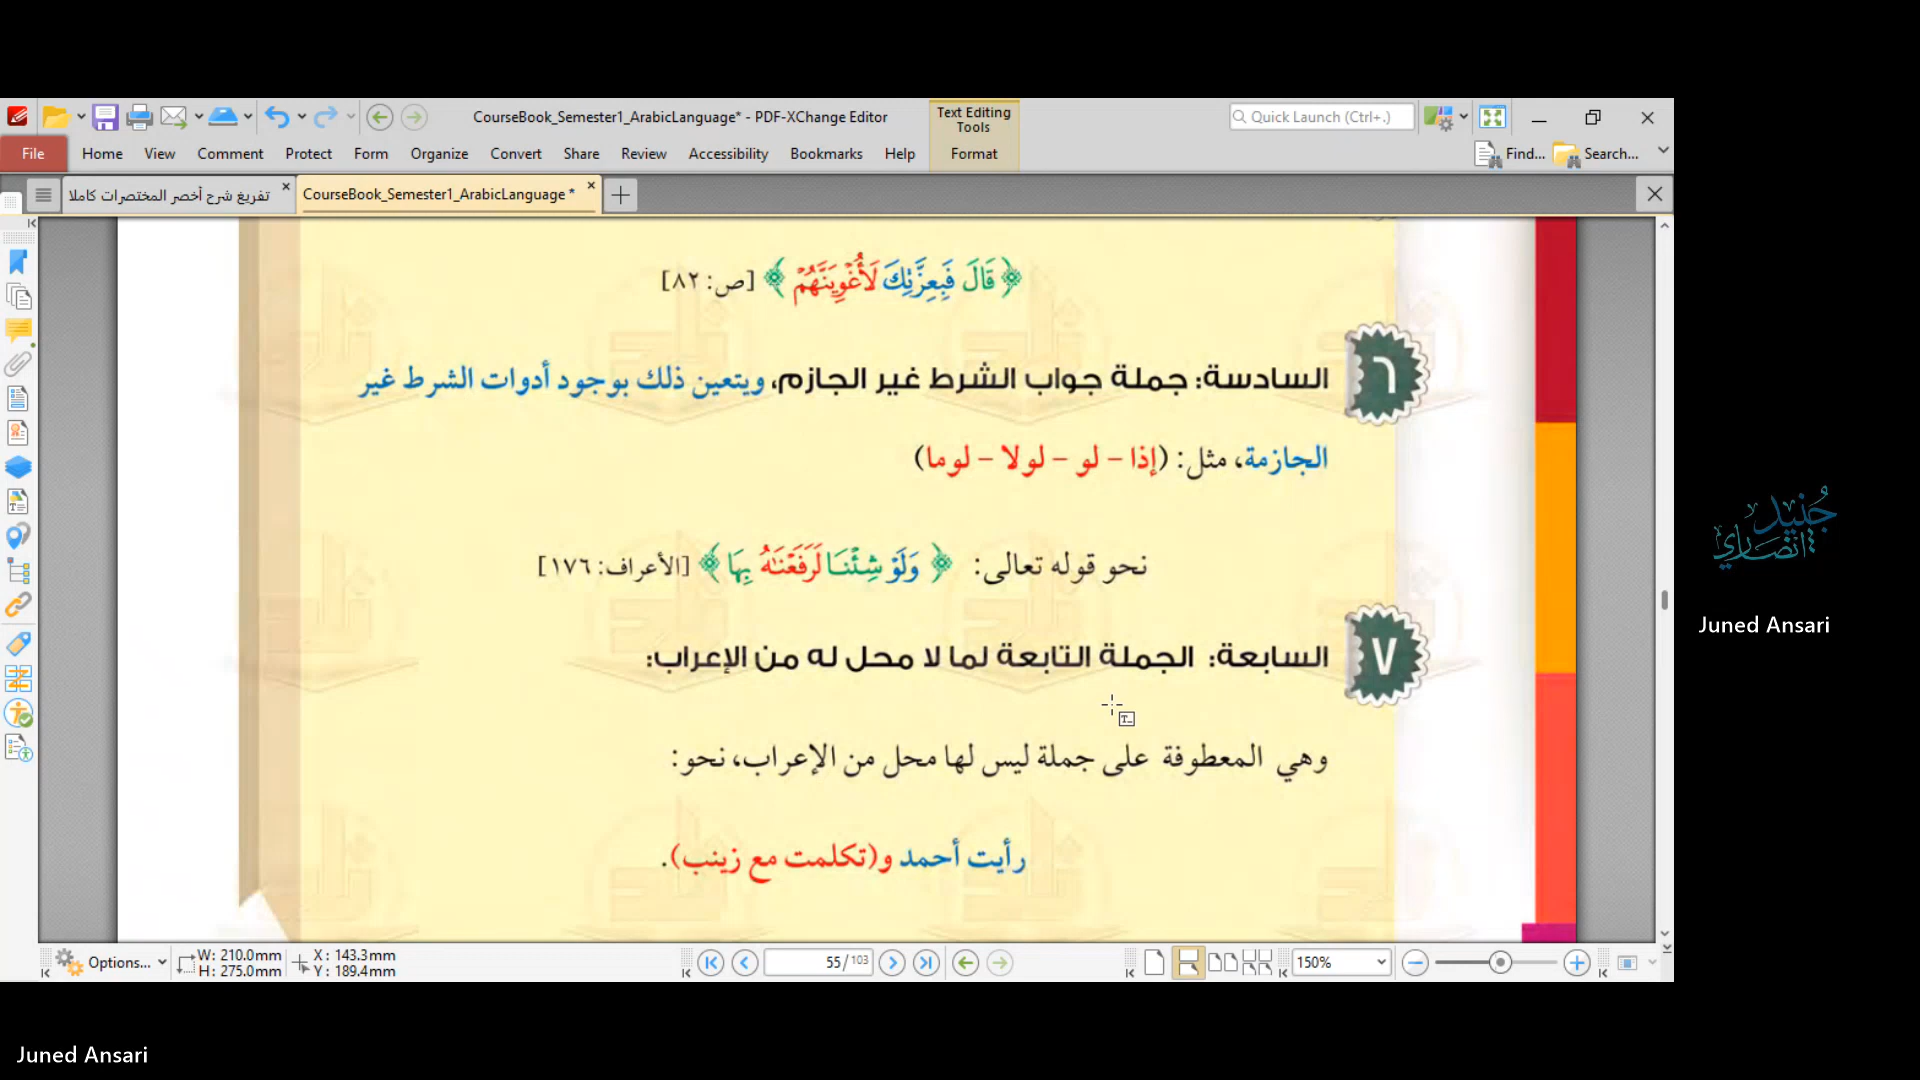 CourseBook_Semester1_ArabicLanguage* - PDF-XChange Editor
Text Editing Tools
Quick Launch (Ctrl+.)
File Home View Comment Protect Form Organize Convert Share Review Accessibility Bookmarks Help Format Find... Search...
تفريغ شرح أخصر المختصرات كاملا
CourseBook_Semester1_ArabicLanguage *
﴿ قَالَ فَبِعِزَّتِكَ لَأُغْوِيَنَّهُمْ ﴾ [ص: ٨٢]
٦
السادسة: جملة جواب الشرط غير الجازم، ويتعين ذلك بوجود أدوات الشرط غير
الجازمة، مثل: (إذا - لو - لولا - لوما)
نحو قوله تعالى: ﴿ وَلَوْ شِئْنَا لَرَفَعْنَٰهُ بِهَا ﴾ [الأعراف: ١٧٦]
٧
السابعة: الجملة التابعة لما لا محل له من الإعراب:
وهي المعطوفة على جملة ليس لها محل من الإعراب، نحو:
رأيت أحمد و(تكلمت مع زينب).
Options...
W: 210.0mm
H: 275.0mm
X: 143.3mm
Y: 189.4mm
55/103
150%
جُنيد انصاري
Juned Ansari
Juned Ansari